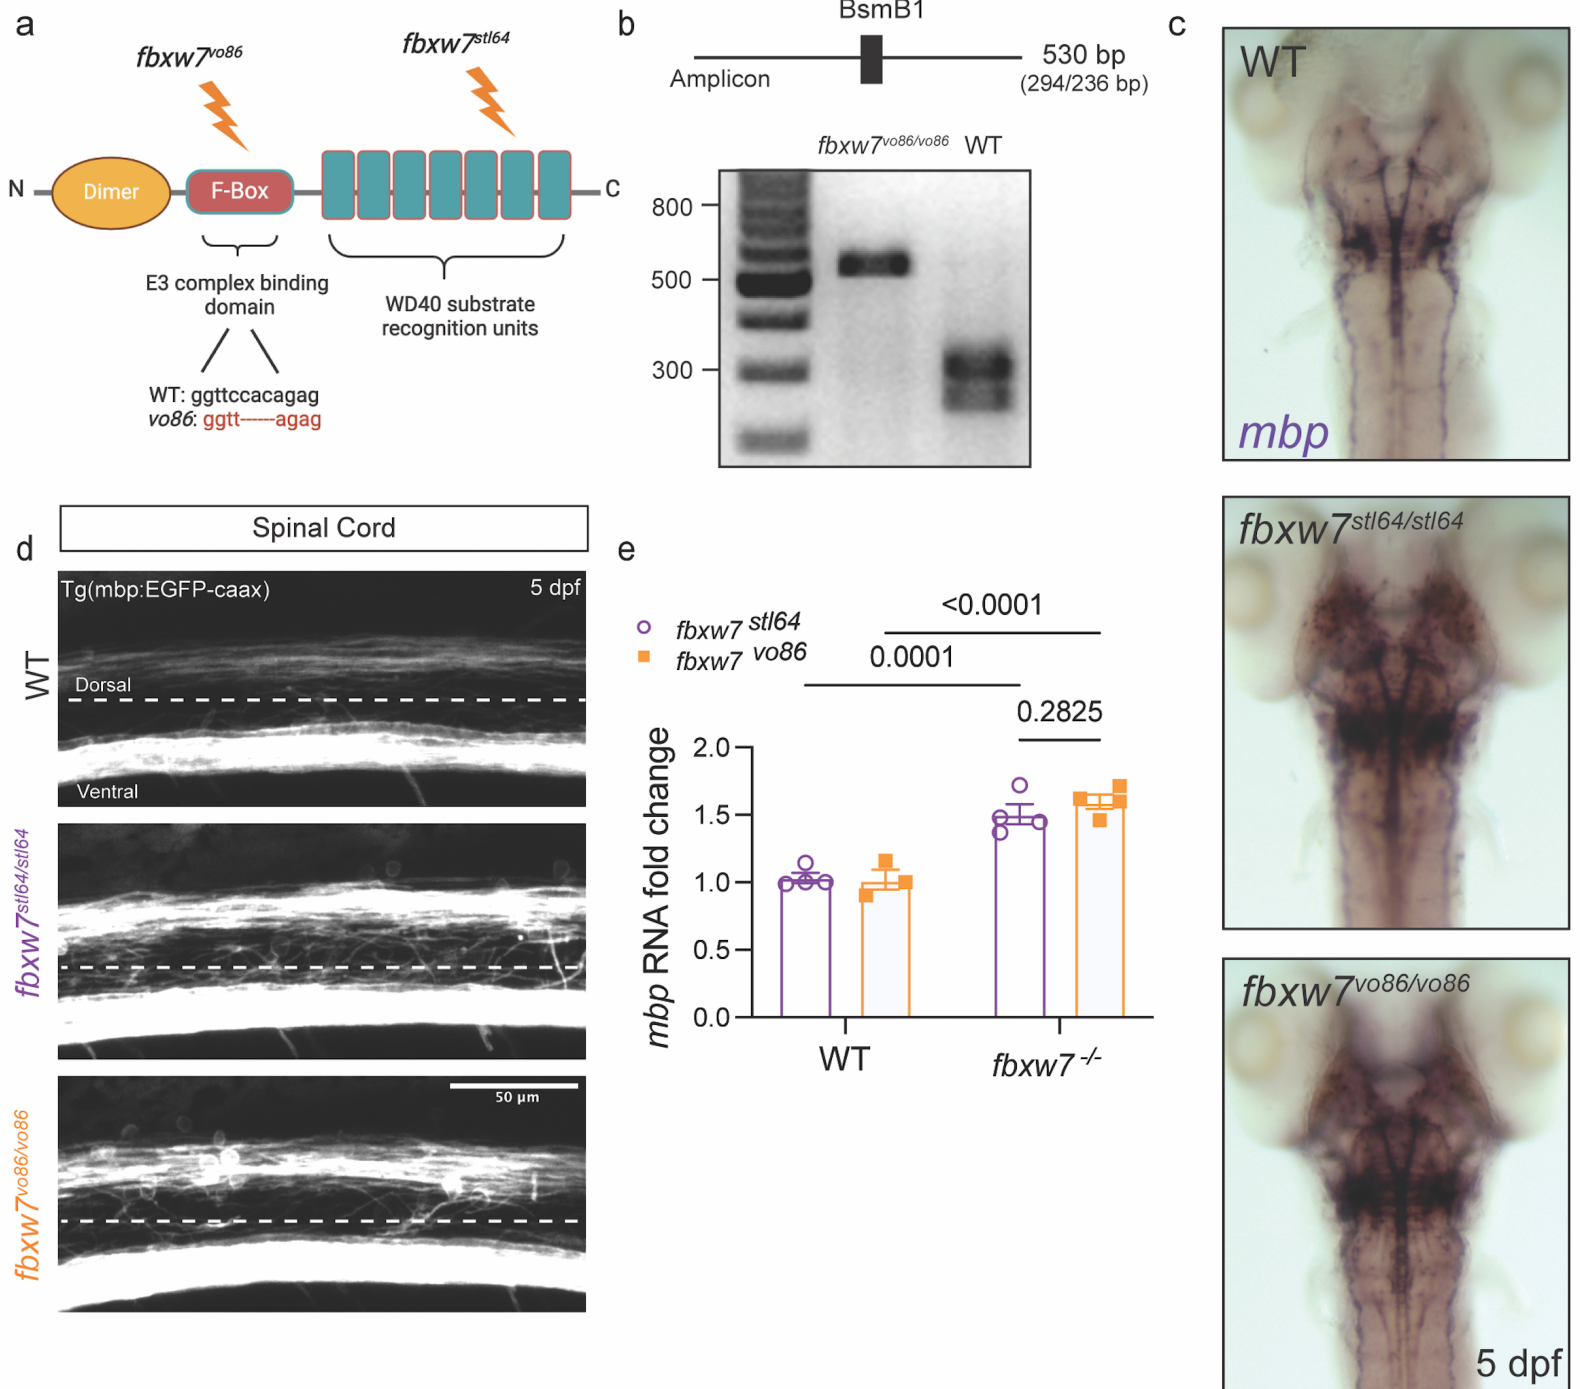 a
fbxw7vo86
fbxw7stl64
N
Dimer
F-Box
C
E3 complex binding
domain
WD40 substrate
recognition units
WT: ggttccacagag
vo86: ggtt------agag
b
BsmB1
Amplicon
530 bp
(294/236 bp)
fbxw7vo86/vo86 WT
800
500
300
c
WT
mbp
fbxw7stl64/stl64
fbxw7vo86/vo86
5 dpf
d
Spinal Cord
Tg(mbp:EGFP-caax)
5 dpf
WT
Dorsal
Ventral
fbxw7stl64/stl64
fbxw7vo86/vo86
50 µm
e
fbxw7 stl64
fbxw7 vo86
<0.0001
0.0001
0.2825
mbp RNA fold change
2.0
1.5
1.0
0.5
0.0
WT
fbxw7 -/-